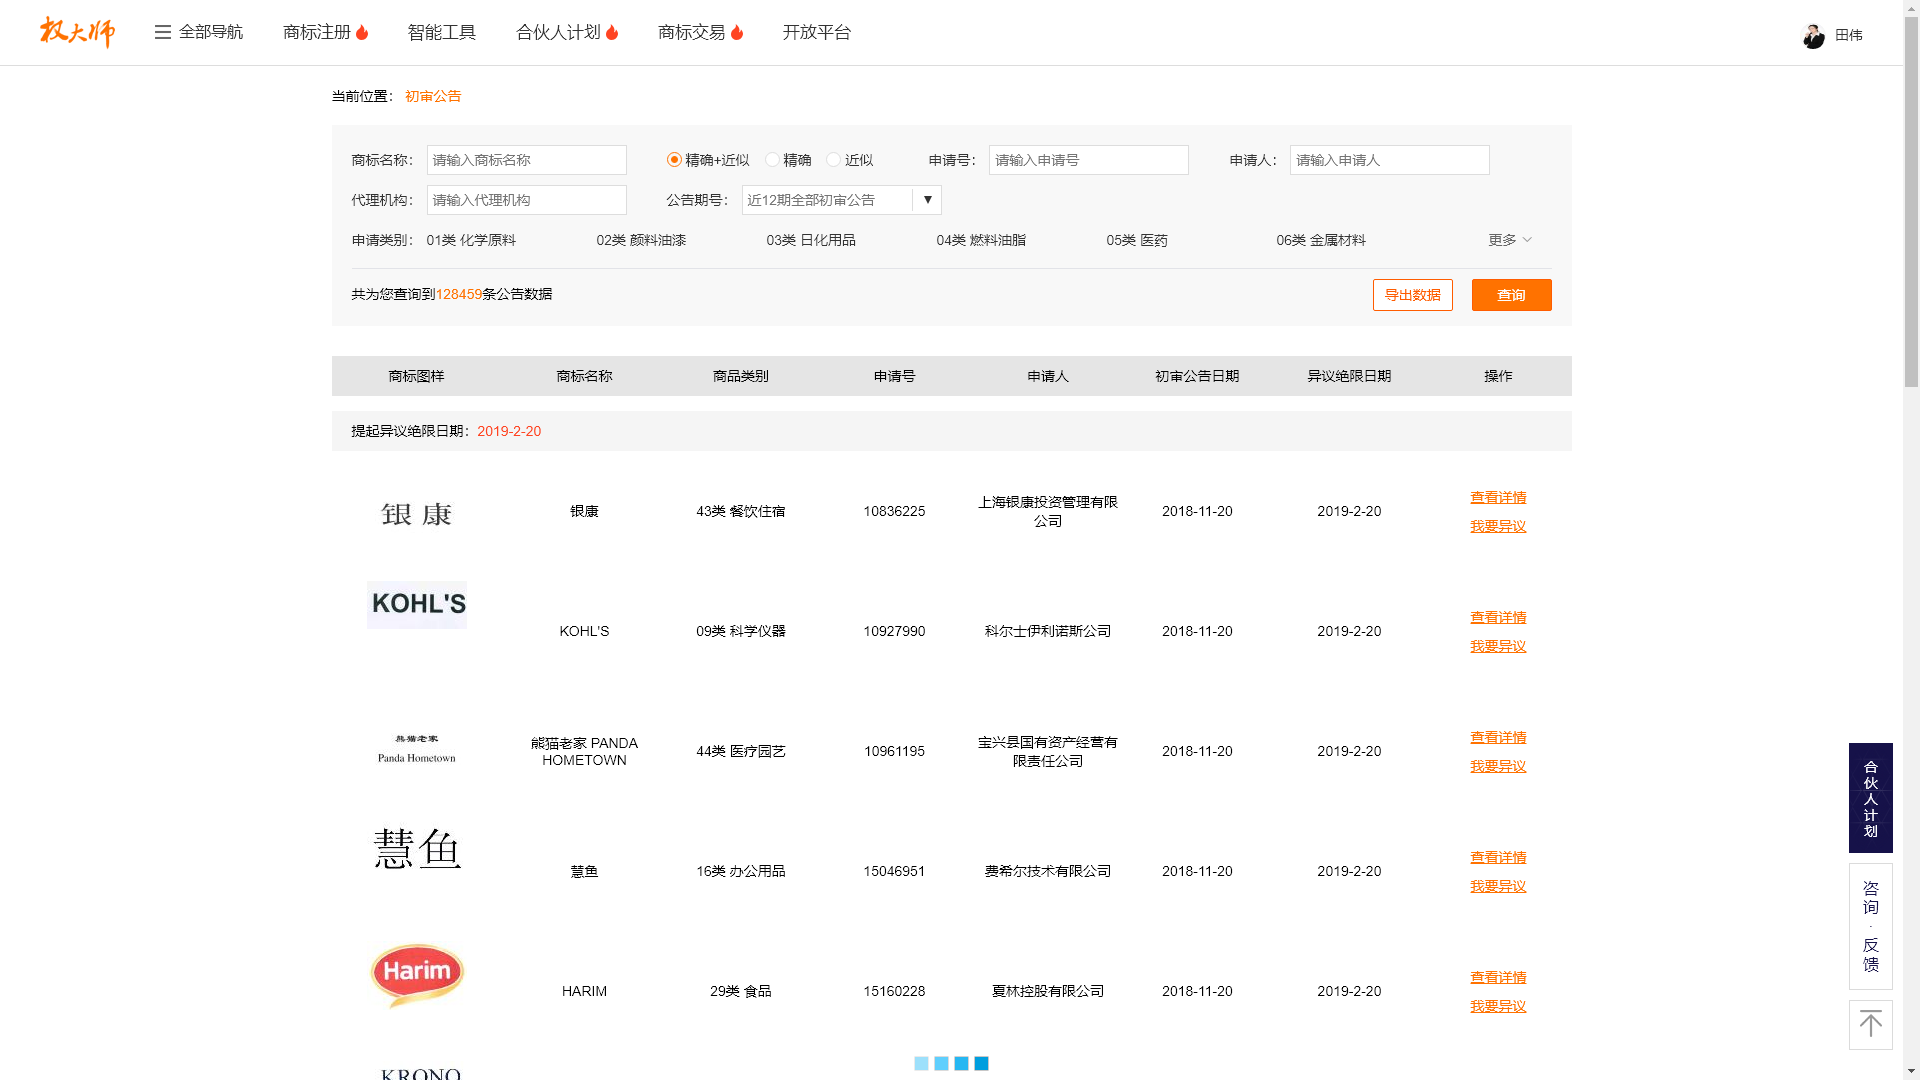 权大师 全部导航 商标注册 智能工具 合伙人计划 商标交易 开放平台 田伟
当前位置： 初审公告
商标名称： 请输入商标名称 精确+近似 精确 近似 申请号： 请输入申请号 申请人： 请输入申请人
代理机构： 请输入代理机构 公告期号： 近12期全部初审公告 ▼
申请类别： 01类 化学原料 02类 颜料油漆 03类 日化用品 04类 燃料油脂 05类 医药 06类 金属材料 更多
共为您查询到128459条公告数据 导出数据 查询
商标图样 商标名称 商品类别 申请号 申请人 初审公告日期 异议绝限日期 操作
提起异议绝限日期：2019-2-20
银康 银康 43类 餐饮住宿 10836225 上海银康投资管理有限公司 2018-11-20 2019-2-20 查看详情
我要异议
KOHL'S KOHL'S 09类 科学仪器 10927990 科尔士伊利诺斯公司 2018-11-20 2019-2-20 查看详情
我要异议
熊猫老家
Panda Hometown 熊猫老家 PANDA HOMETOWN 44类 医疗园艺 10961195 宝兴县国有资产经营有限责任公司 2018-11-20 2019-2-20 查看详情
我要异议
慧鱼 慧鱼 16类 办公用品 15046951 费希尔技术有限公司 2018-11-20 2019-2-20 查看详情
我要异议
Harim HARIM 29类 食品 15160228 夏林控股有限公司 2018-11-20 2019-2-20 查看详情
我要异议
KRONO
合伙人计划
咨询·反馈